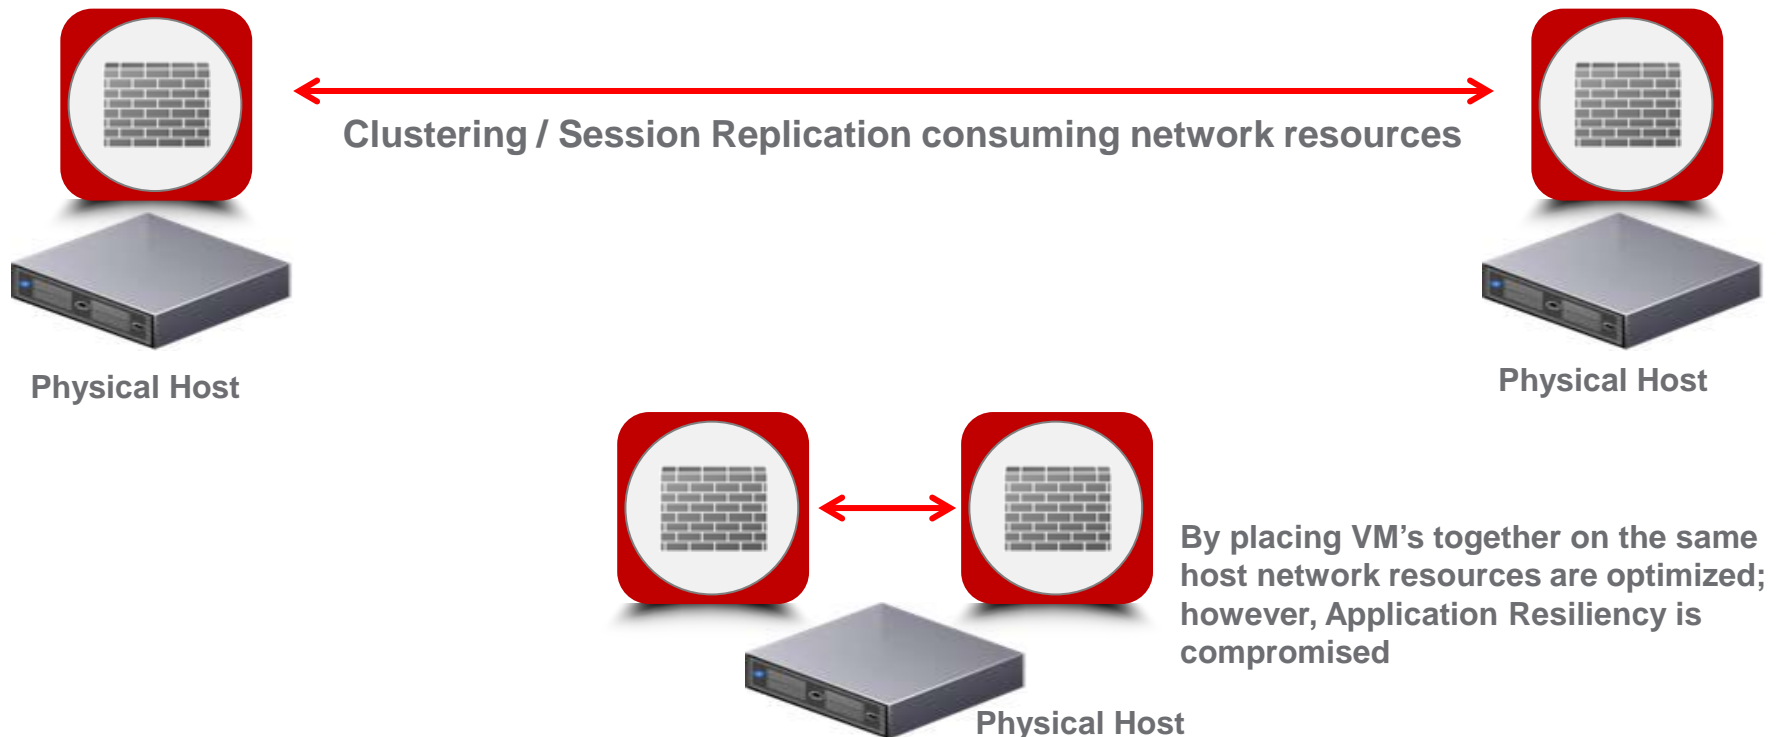 Clustering / Session Replication consuming network resources
Physical Host
Physical Host
By placing VM’s together on the same
host network resources are optimized;
however, Application Resiliency is
compromised
Physical Host